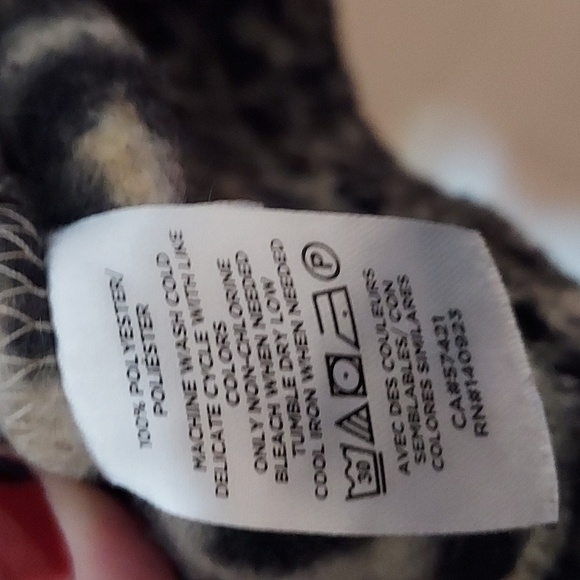 100% POLYESTER/
POLIÉSTER
MACHINE WASH COLD
DELICATE CYCLE WITH LIKE
COLORS
ONLY NON-CHLORINE
BLEACH WHEN NEEDED
TUMBLE DRY LOW
COOL IRON WHEN NEEDED
30 P
AVEC DES COULEURS
SEMBLABLES/ CON
COLORES SIMILARES
CA#57421
RN#140923